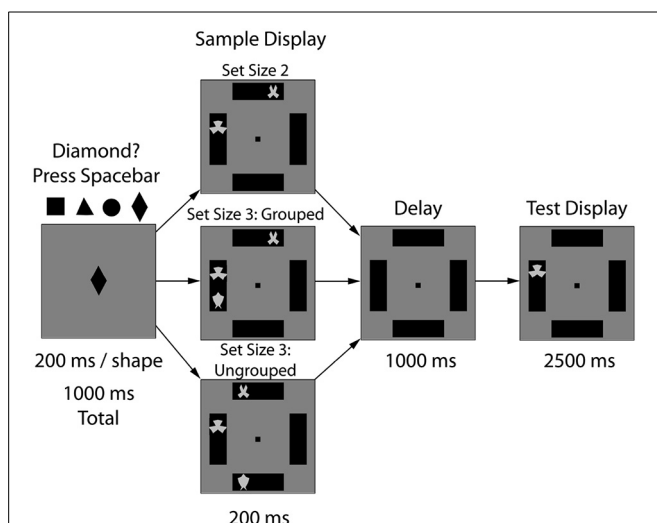 Sample Display
Set Size 2
Diamond?
Press Spacebar
Set Size 3: Grouped
Delay
Test Display
200 ms / shape
1000 ms
Total
Set Size 3:
Ungrouped
1000 ms
2500 ms
200 ms